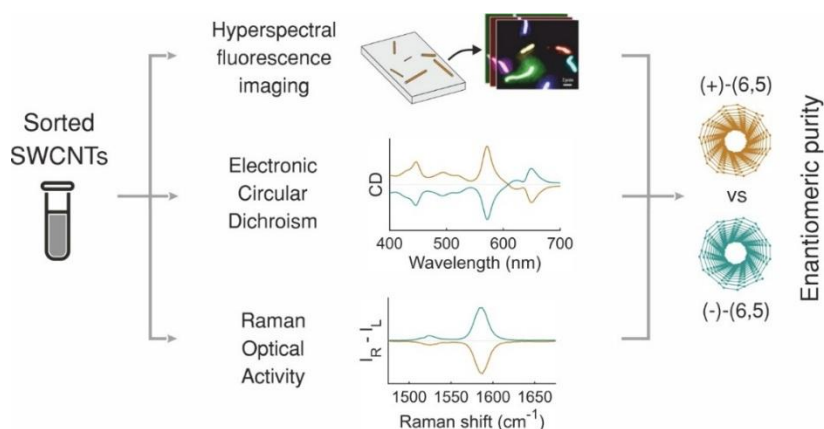 Hyperspectral
fluorescence
imaging
Sorted
SWCNTs
Electronic
Circular
Dichroism
CD
400 500 600 700
Wavelength (nm)
Raman
Optical
Activity
I_R - I_L
1500 1550 1600 1650
Raman shift (cm⁻¹)
(+)-(6,5)
vs
(-)-(6,5)
Enantiomeric purity